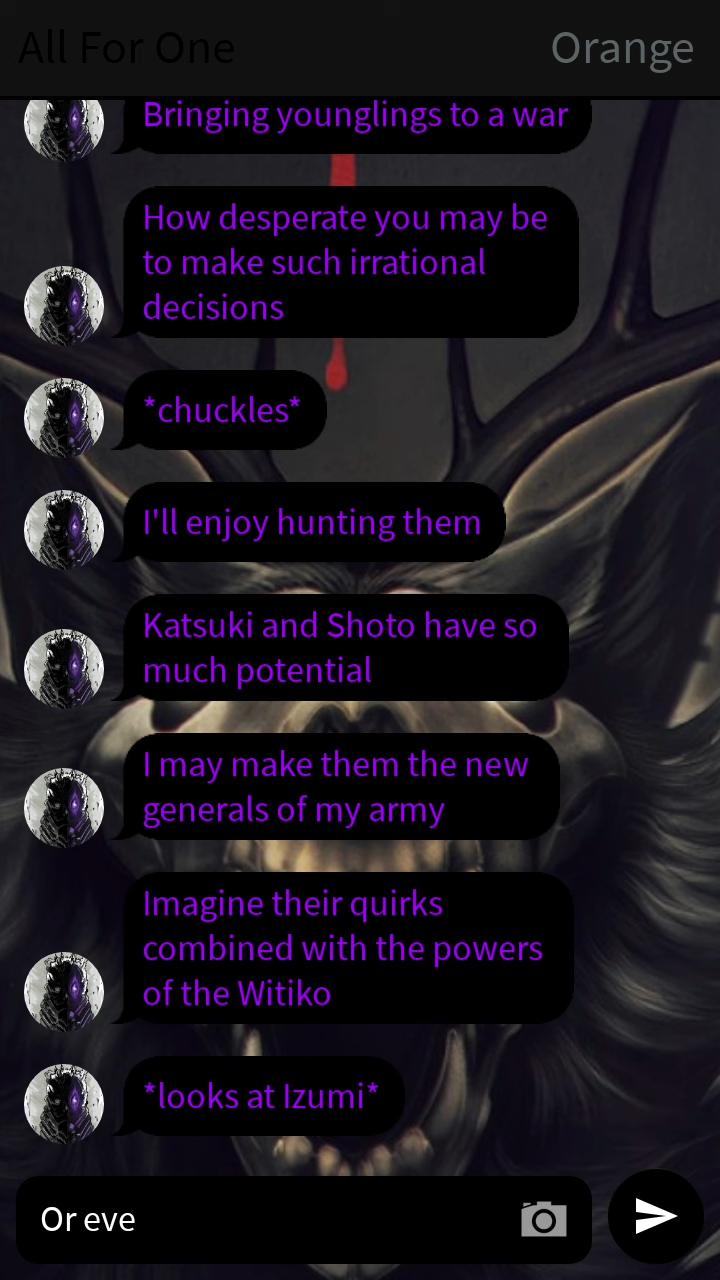 All For One
Orange
Bringing younglings to a war
How desperate you may be
to make such irrational
decisions
*chuckles*
I'll enjoy hunting them
Katsuki and Shoto have so
much potential
I may make them the new
generals of my army
Imagine their quirks
combined with the powers
of the Witiko
*looks at Izumi*
Or eve